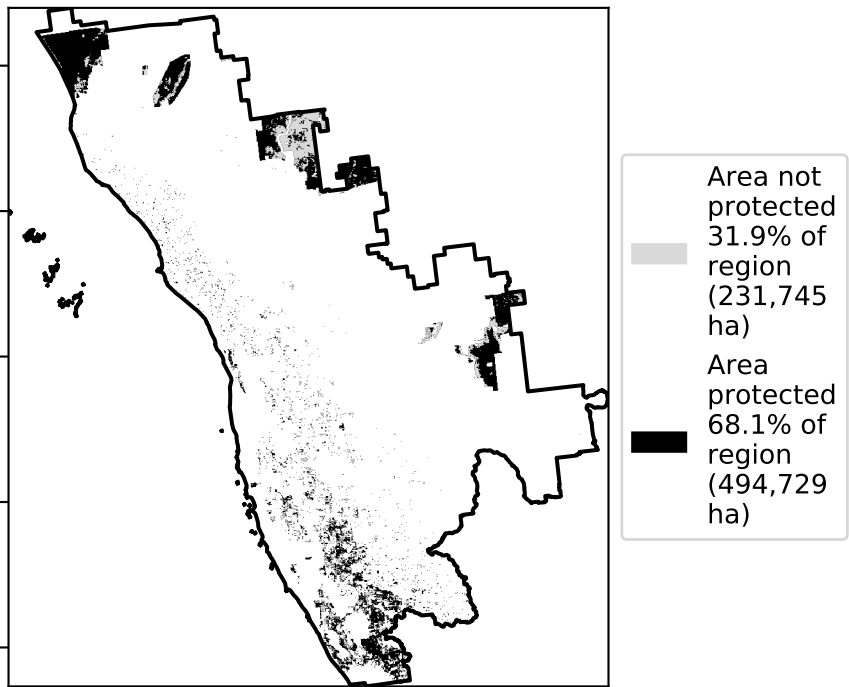 Area not
protected
31.9% of
region
(231,745
ha)
Area
protected
68.1% of
region
(494,729
ha)